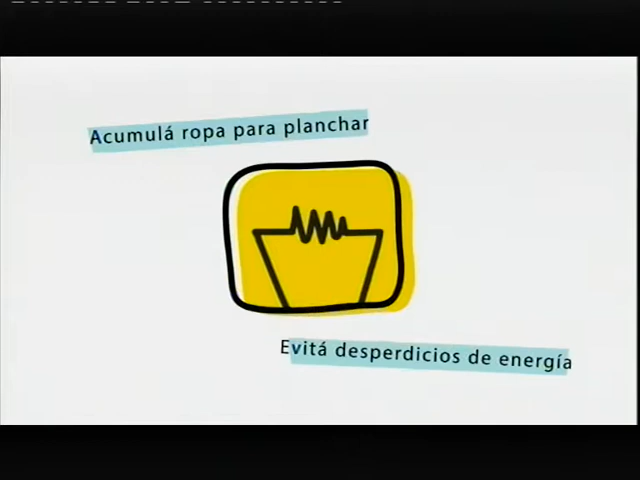 Acumulá ropa para planchar
Evitá desperdicios de energía